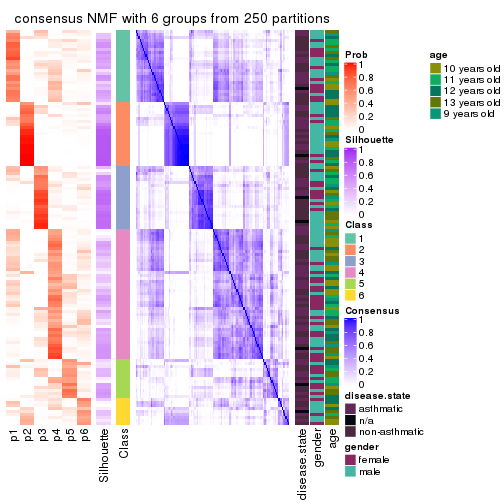 consensus NMF with 6 groups from 250 partitions
Prob
1
0.8
0.6
0.4
0.2
0
Silhouette
1
0.8
0.6
0.4
0.2
0
Class
1
2
3
4
5
6
Consensus
1
0.8
0.6
0.4
0.2
0
disease.state
asthmatic
n/a
non-asthmatic
gender
female
male
age
10 years old
11 years old
12 years old
13 years old
9 years old
p1
p2
p3
p4
p5
p6
Silhouette
Class
disease.state
gender
age